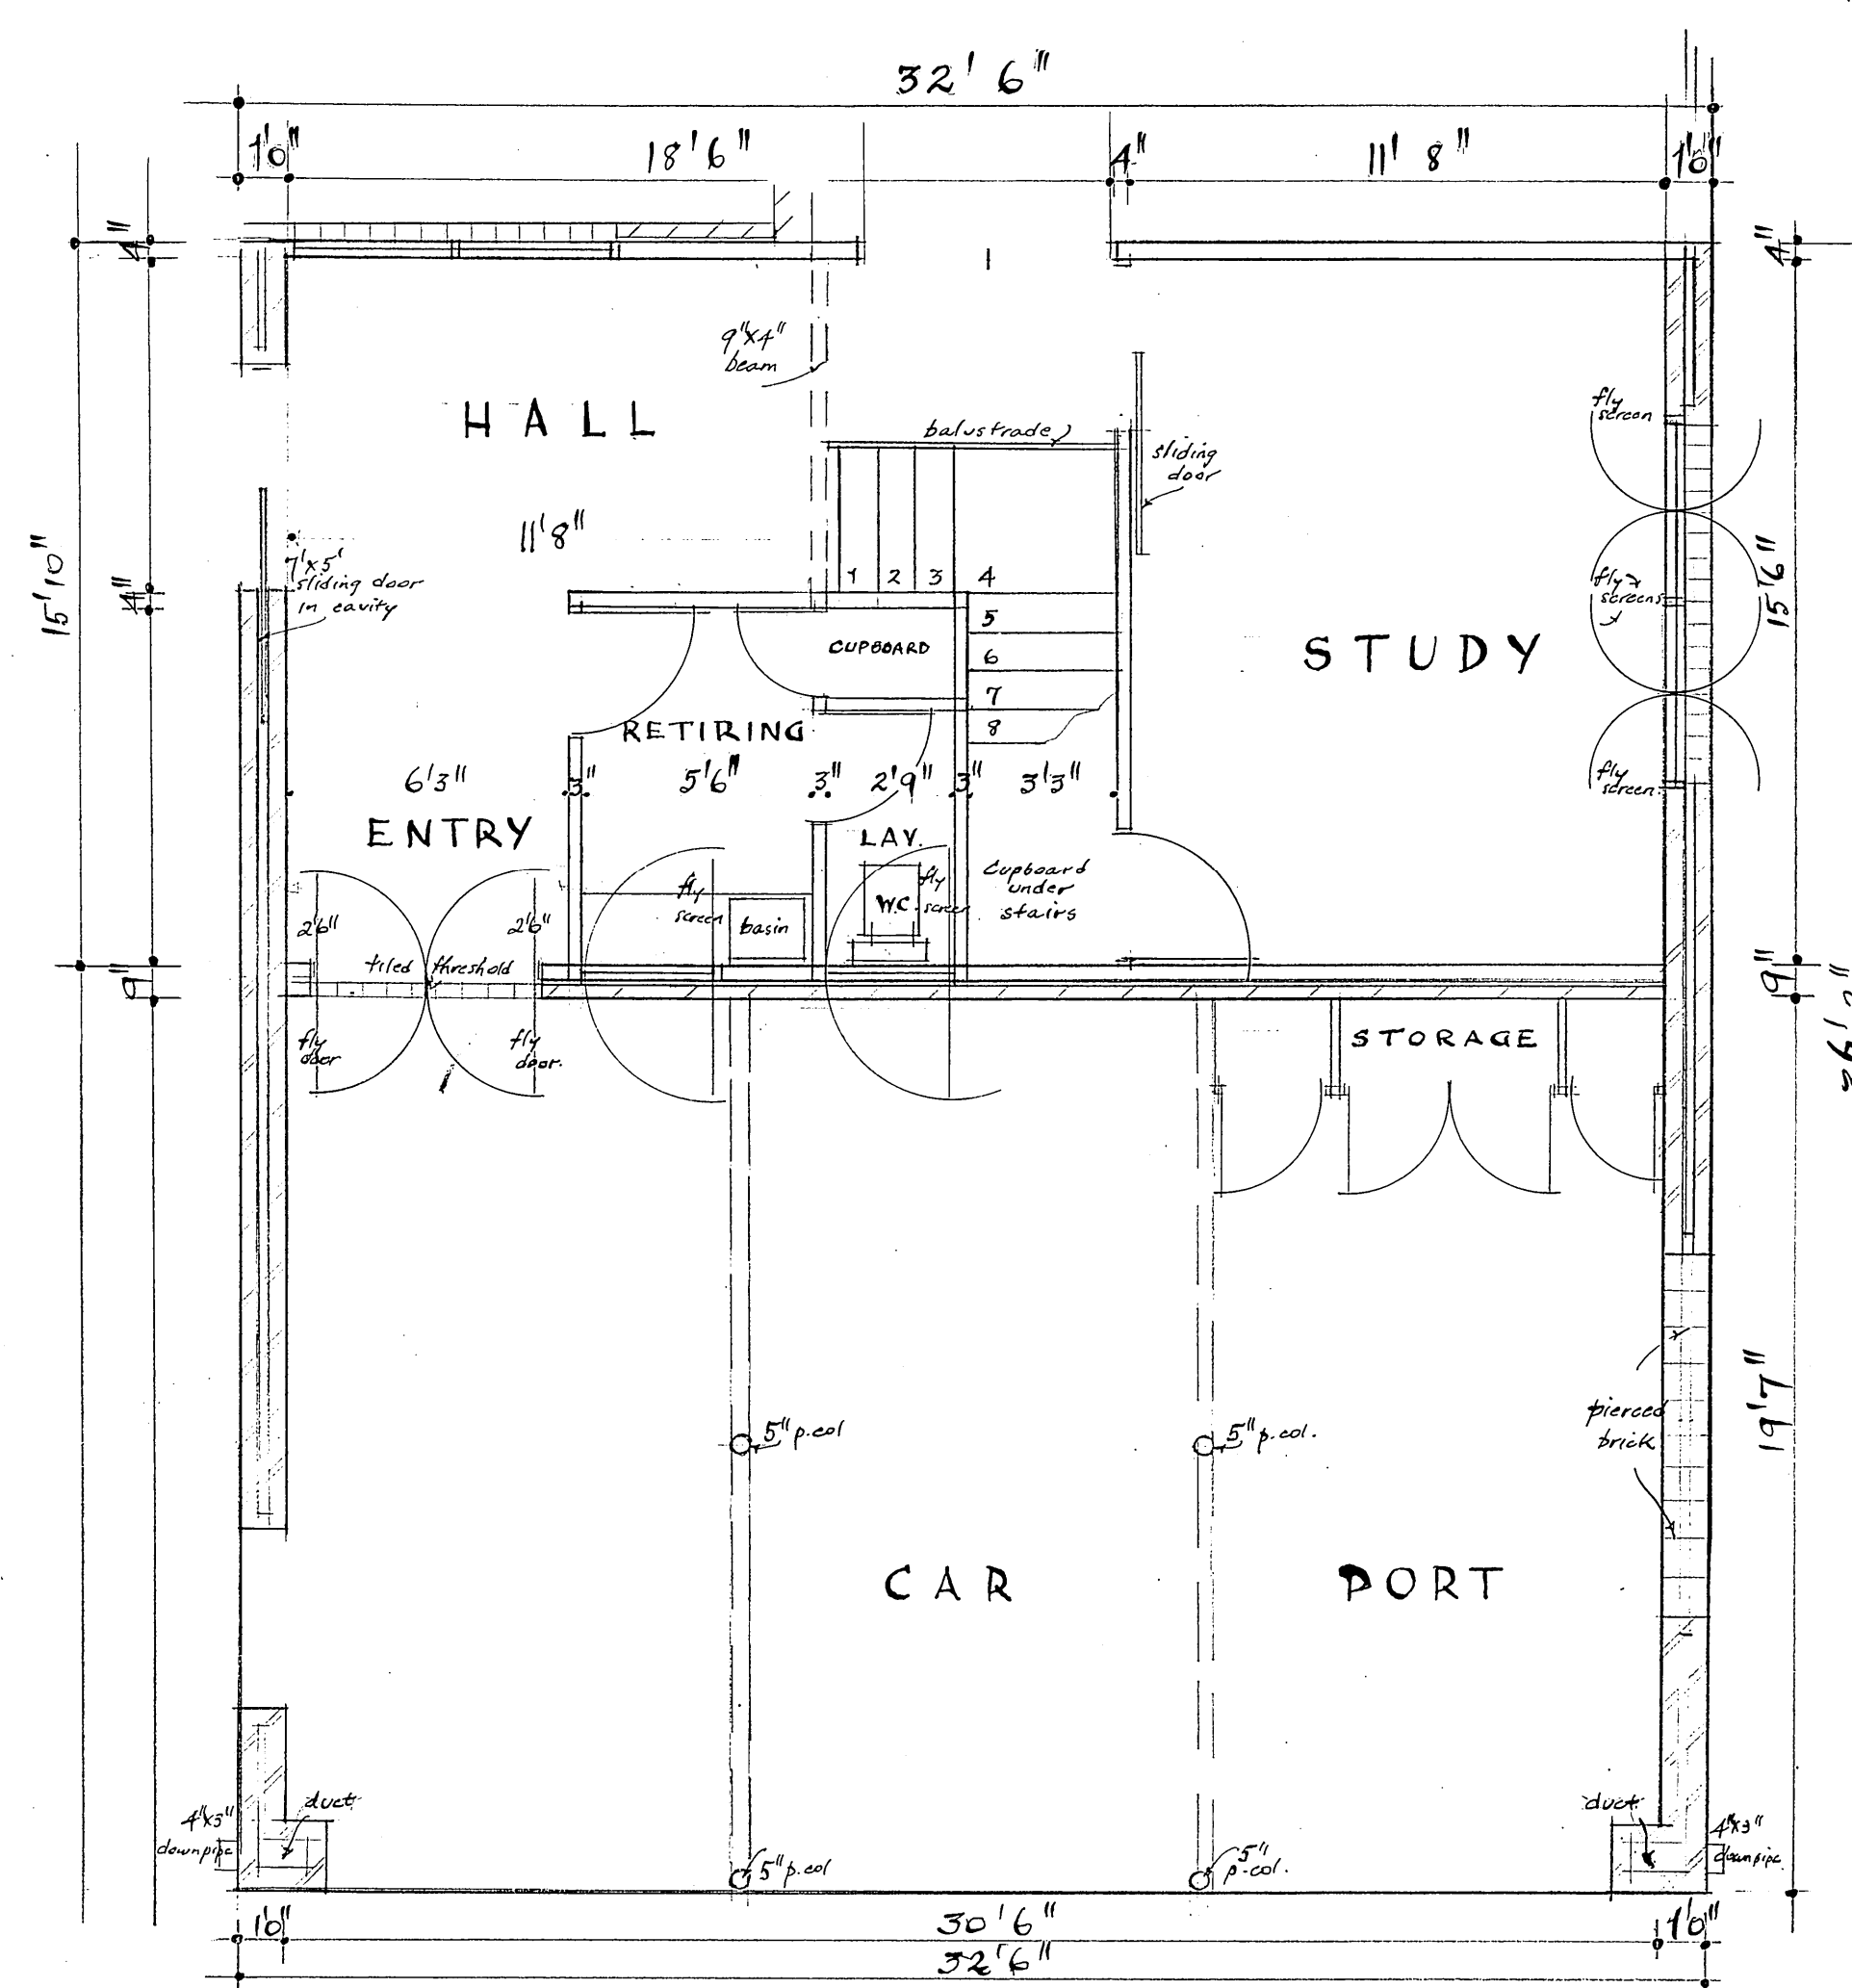 32' 6"
1'0"
18'6"
4"
11' 8"
1'0"
4"
4"
9"x4"
beam
HALL
fly
screen
balustrade
sliding
door
11'8"
15'10"
7'x5'
sliding door
in cavity
4"
1 2 3 4
fly
screens
15'6"
5
CUPBOARD
6
STUDY
7
RETIRING
8
6'3"
3"
5'6"
3"
2'9"
3"
3'3"
fly
screen
ENTRY
LAV.
Cupboard
under
stairs
fly
screen
fly
screen
W.C.
2'6"
2'6"
basin
tiled threshold
9"
9"
fly
door
fly
door.
STORAGE
19'7"
5" p.col
5" p.col.
pierced
brick
CAR PORT
duct
4"x3"
downpipe
duct
4"x3"
downpipe
5" p.col
5"
p.col.
1'0"
30'6"
1'0"
32'6"